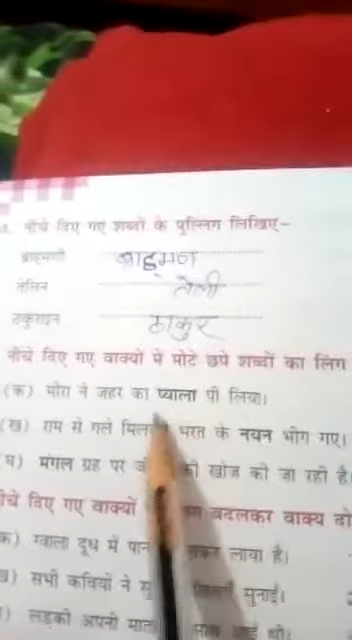 नीचे दिए गए शब्दों के पुल्लिंग लिखिए-
ब्राह्मणी ब्राह्मण
तेलिन तेली
ठकुराइन ठाकुर
नीचे दिए गए वाक्यों में मोटे छपे शब्दों का लिंग
(क) मीरा ने जहर का प्याला पी लिया।
(ख) राम से गले भरत के नयन भीग गए।
मंगल ग्रह पर की खोज की जा रही है
नीचे दिए गए वाक्यों बदलकर वाक्य
ग्वाला दूध में लाया है।
सभी कवियों ने सुनाईं।
लड़की अपनी